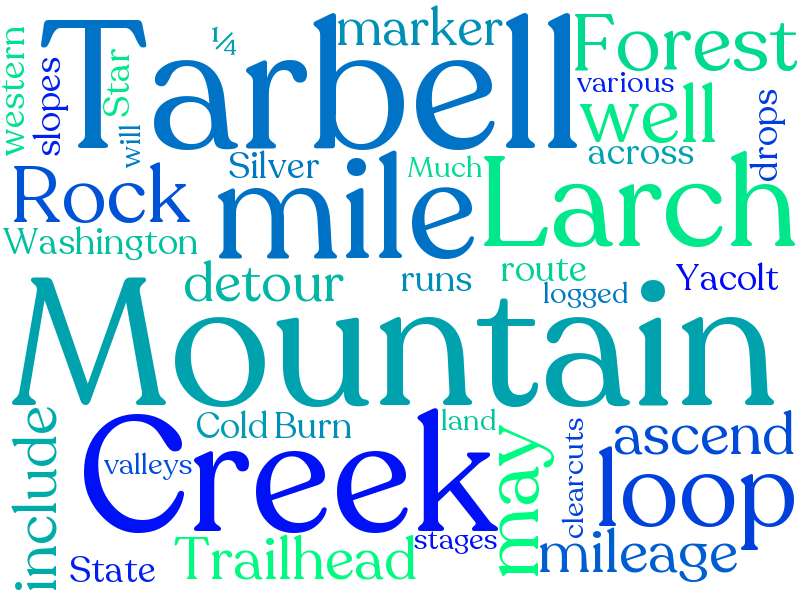 western
slopes
Tarbell
Star
will
¼
marker
Forest
various
well
across
drops
Rock
Silver
Much
mile
Larch
Washington
detour
runs
route
logged
Yacolt
Mountain
include
Cold
Burn
land
Creek
valleys
may
clearcuts
ascend
loop
stages
State
Trailhead
mileage